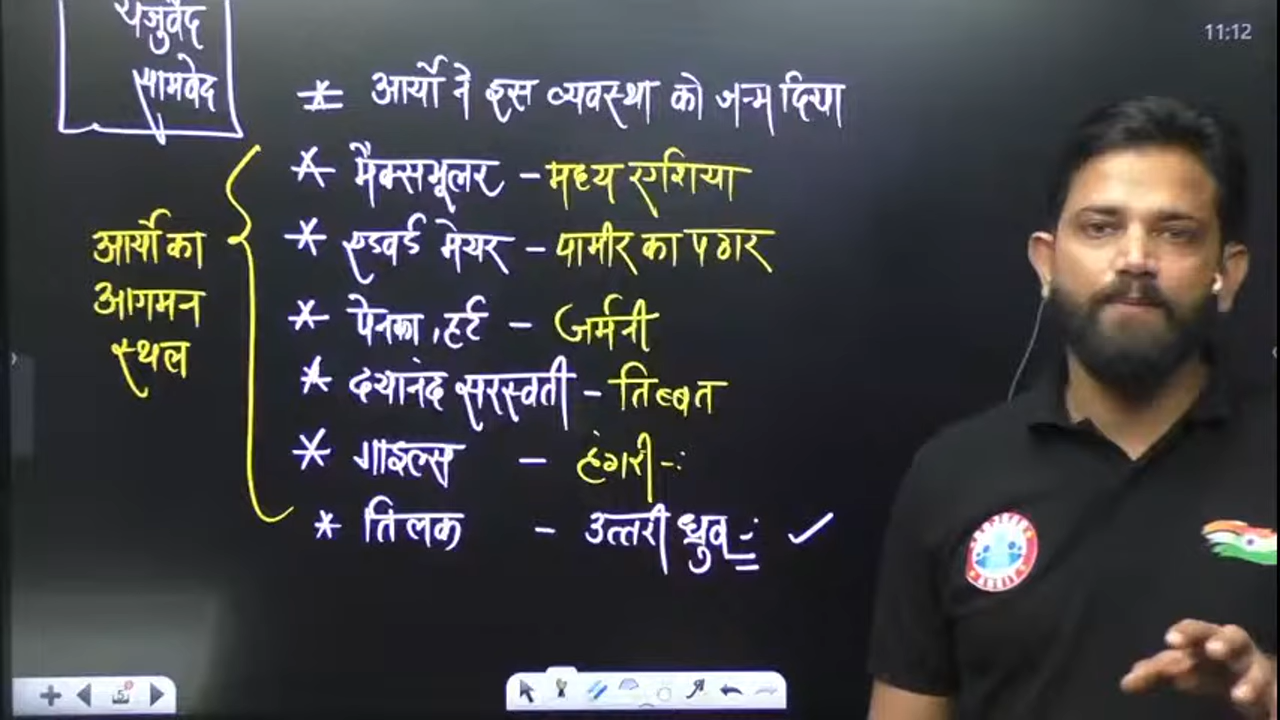 11:12
यजुर्वेद
सामवेद
* आर्यो ने इस व्यवस्था को जन्म दिया
* मैक्समूलर - मध्य एशिया
* एडवर्ड मेयर - पामीर का पठार
* पेनका, हर्ट - जर्मनी
* दयानंद सरस्वती - तिब्बत
* गाइल्स - हंगरी -:
* तिलक - उत्तरी ध्रुव -: ✓
आर्यो का
आगमन
स्थल